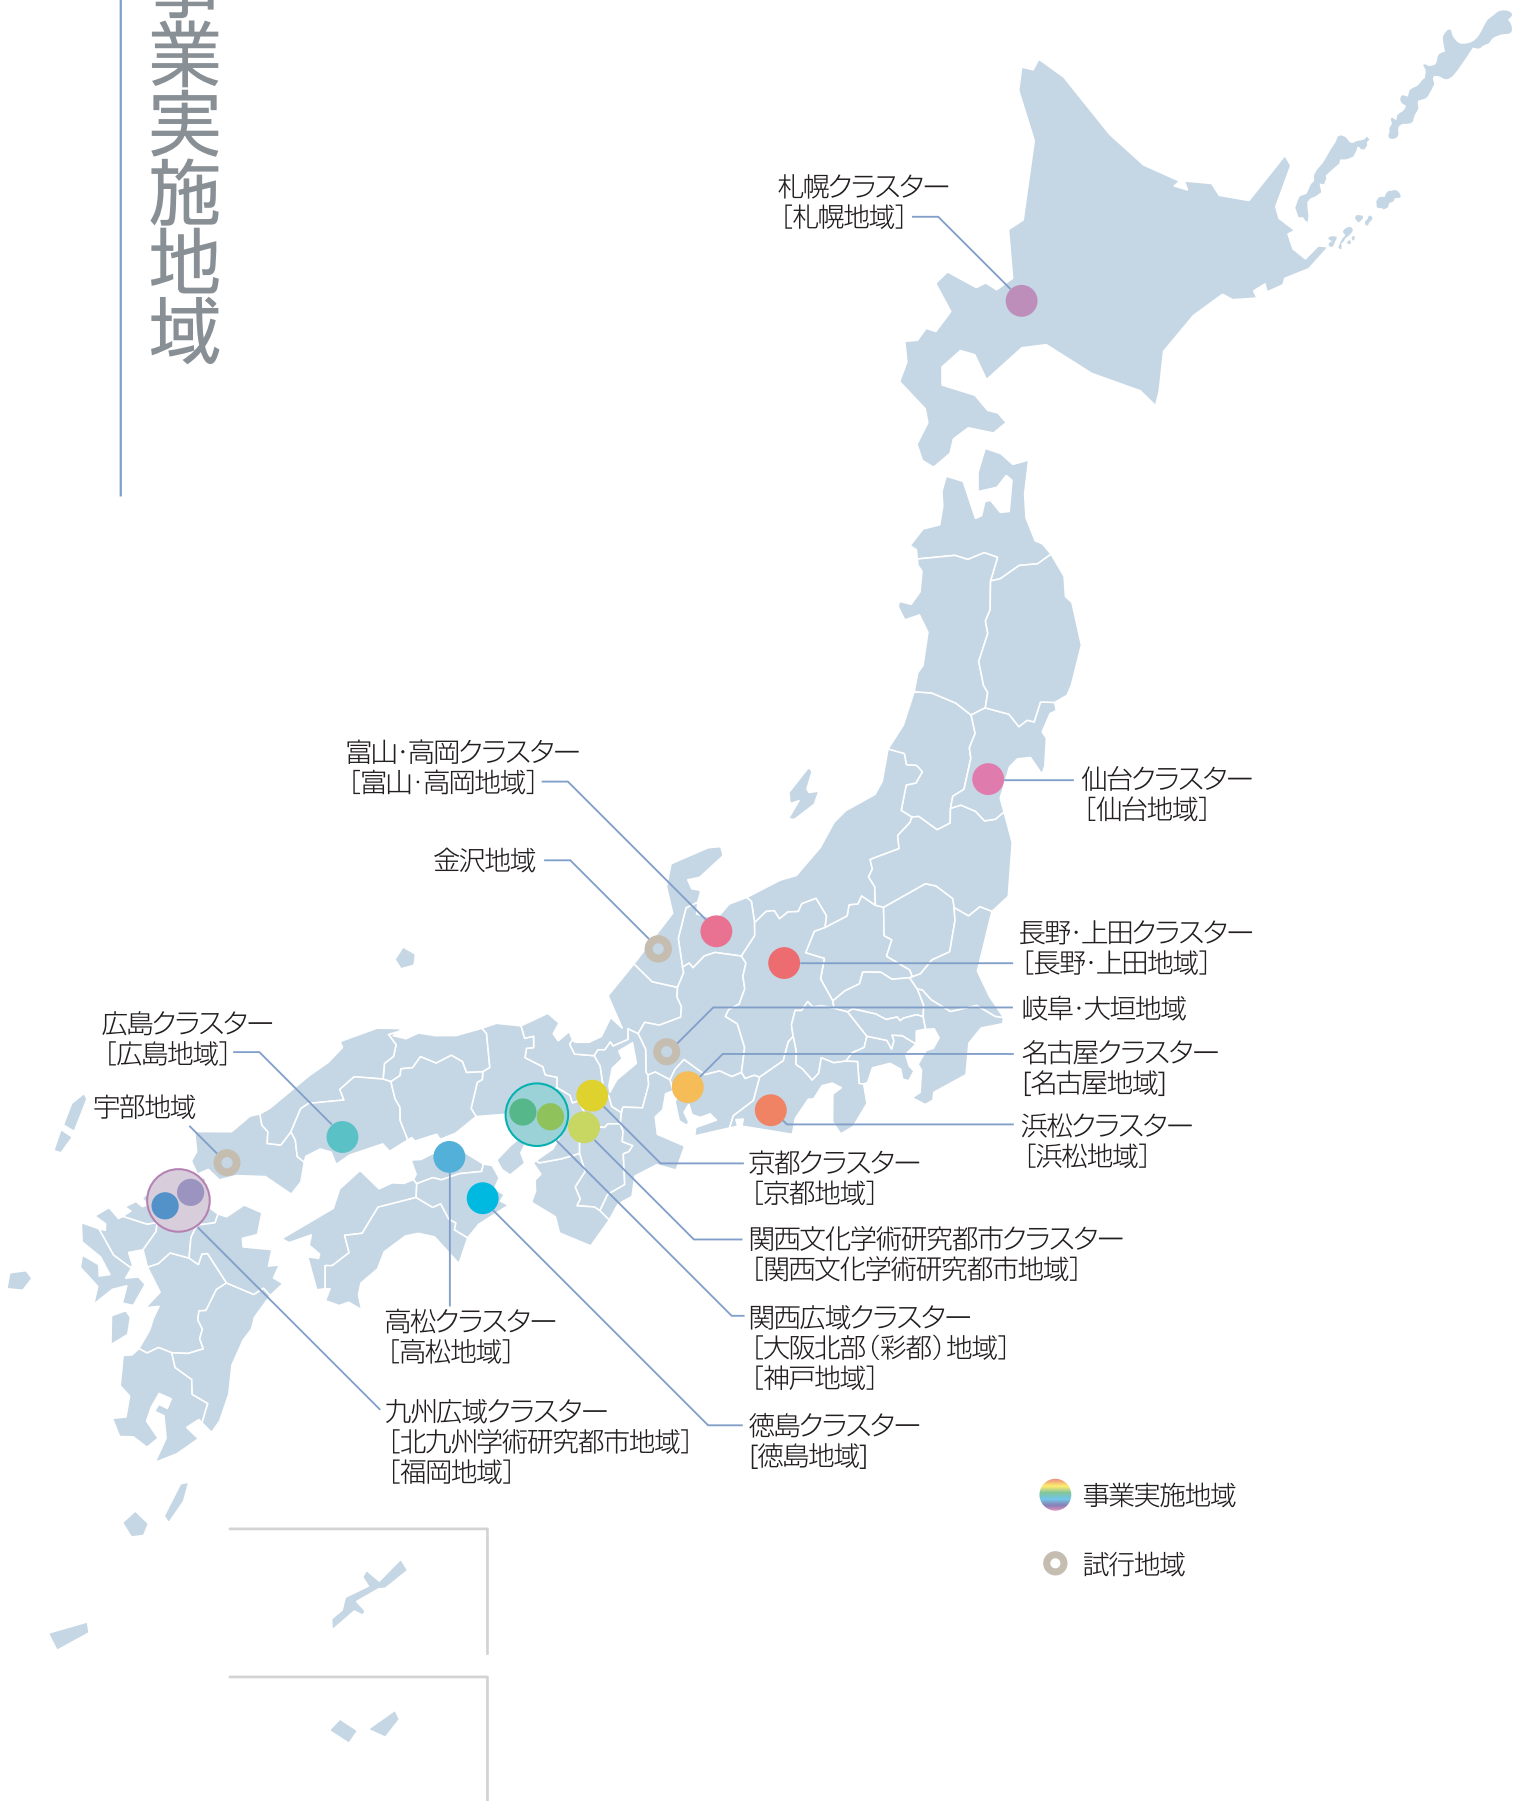 事業実施地域
札幌クラスター
［札幌地域］
富山・高岡クラスター
［富山・高岡地域］
仙台クラスター
［仙台地域］
金沢地域
長野・上田クラスター
［長野・上田地域］
岐阜・大垣地域
広島クラスター
［広島地域］
名古屋クラスター
［名古屋地域］
宇部地域
浜松クラスター
［浜松地域］
京都クラスター
［京都地域］
関西文化学術研究都市クラスター
［関西文化学術研究都市地域］
高松クラスター
［高松地域］
関西広域クラスター
［大阪北部（彩都）地域］
［神戸地域］
九州広域クラスター
［北九州学術研究都市地域］
［福岡地域］
徳島クラスター
［徳島地域］
事業実施地域
試行地域